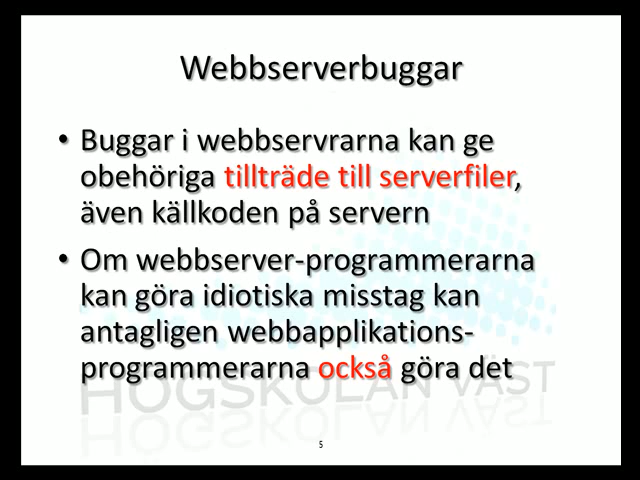 Webbserverbuggar
• Buggar i webbservrarna kan ge
obehöriga tillträde till serverfiler,
även källkoden på servern
• Om webbserver-programmerarna
kan göra idiotiska misstag kan
antagligen webbapplikations-
programmerarna också göra det
HÖGSKOLAN VÄST
5